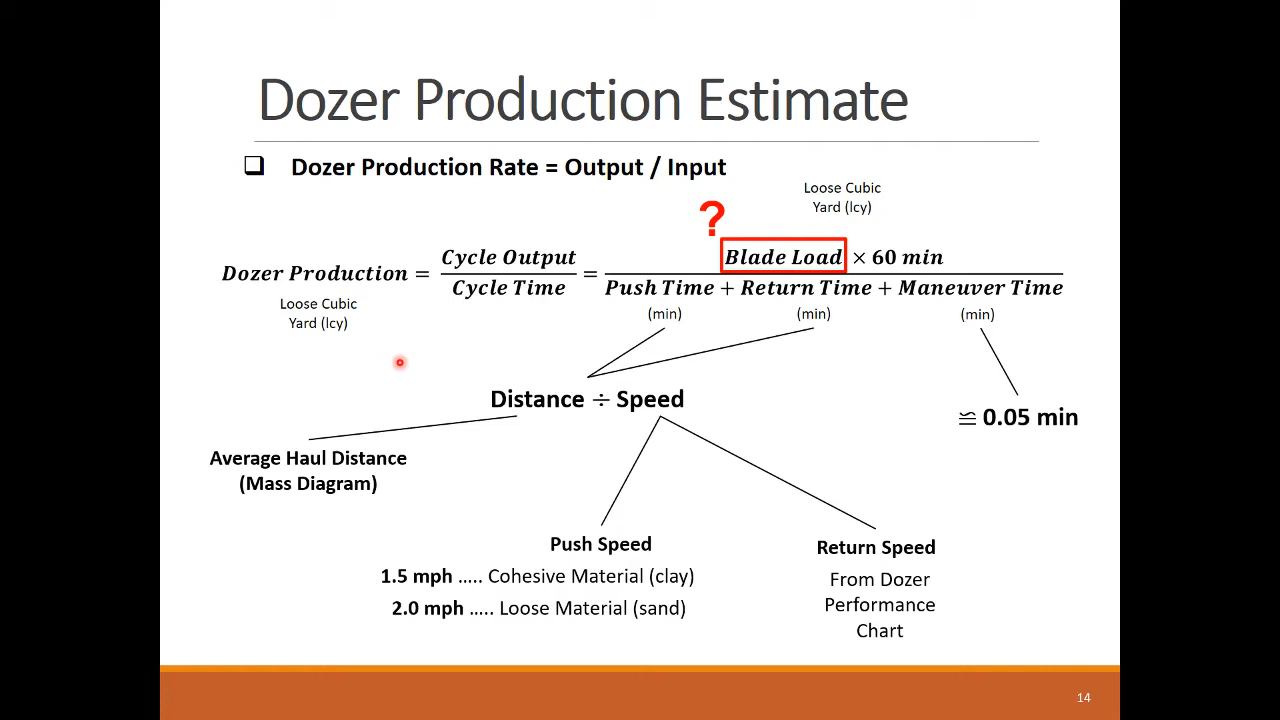 Dozer Production Estimate
❑ Dozer Production Rate = Output / Input
Loose Cubic
Yard (lcy)
?
Dozer Production = Cycle Output / Cycle Time = Blade Load × 60 min / Push Time + Return Time + Maneuver Time
Loose Cubic
Yard (lcy)
(min)
(min)
(min)
Distance ÷ Speed
≌ 0.05 min
Average Haul Distance
(Mass Diagram)
Push Speed
1.5 mph ..... Cohesive Material (clay)
2.0 mph ..... Loose Material (sand)
Return Speed
From Dozer
Performance
Chart
14